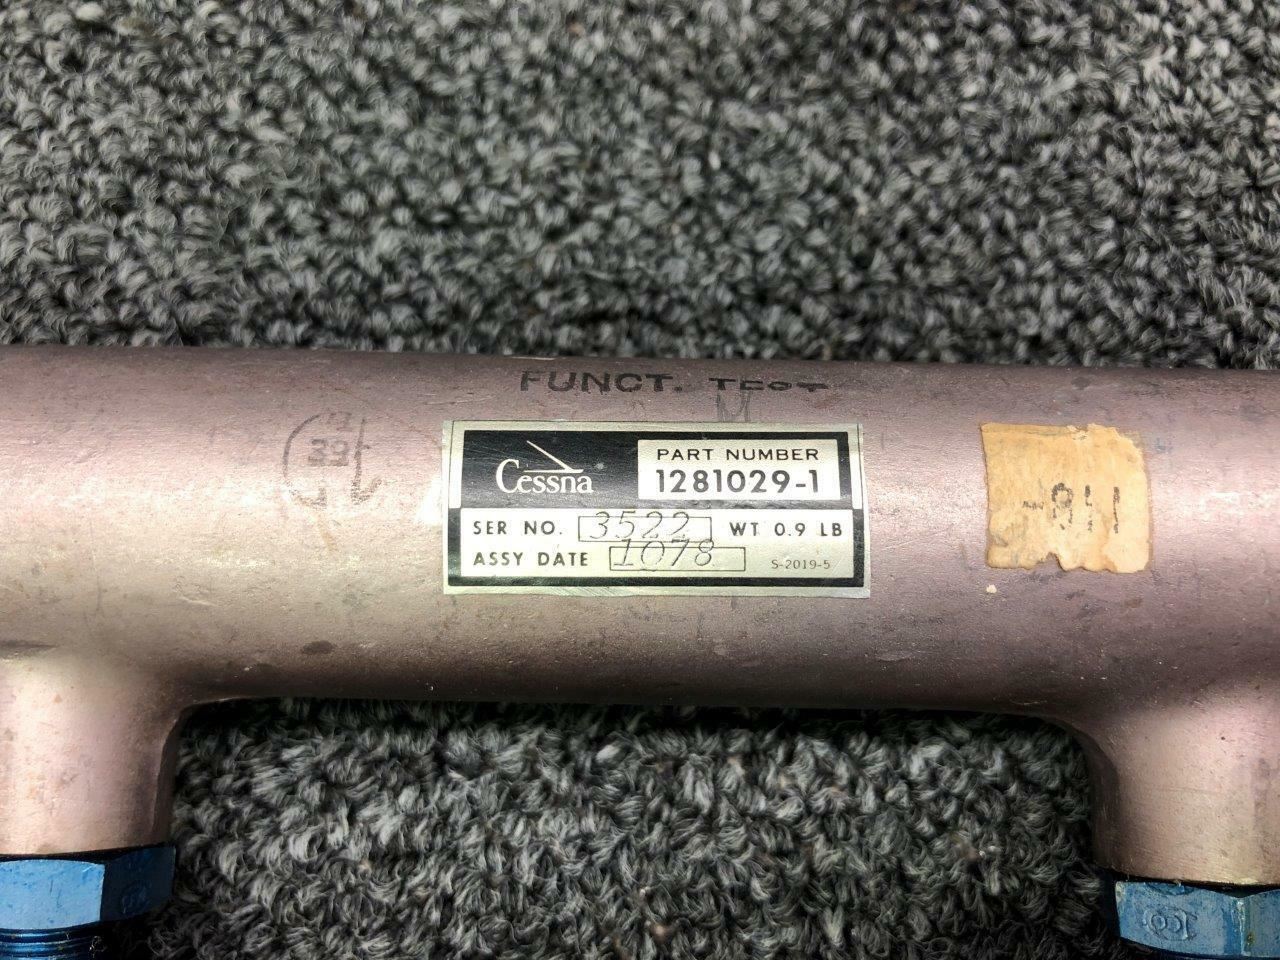 FUNCT. TEST
Cessna
PART NUMBER
1281029-1
SER NO. 3522 WT 0.9 LB
ASSY DATE 1078
S-2019-5
39